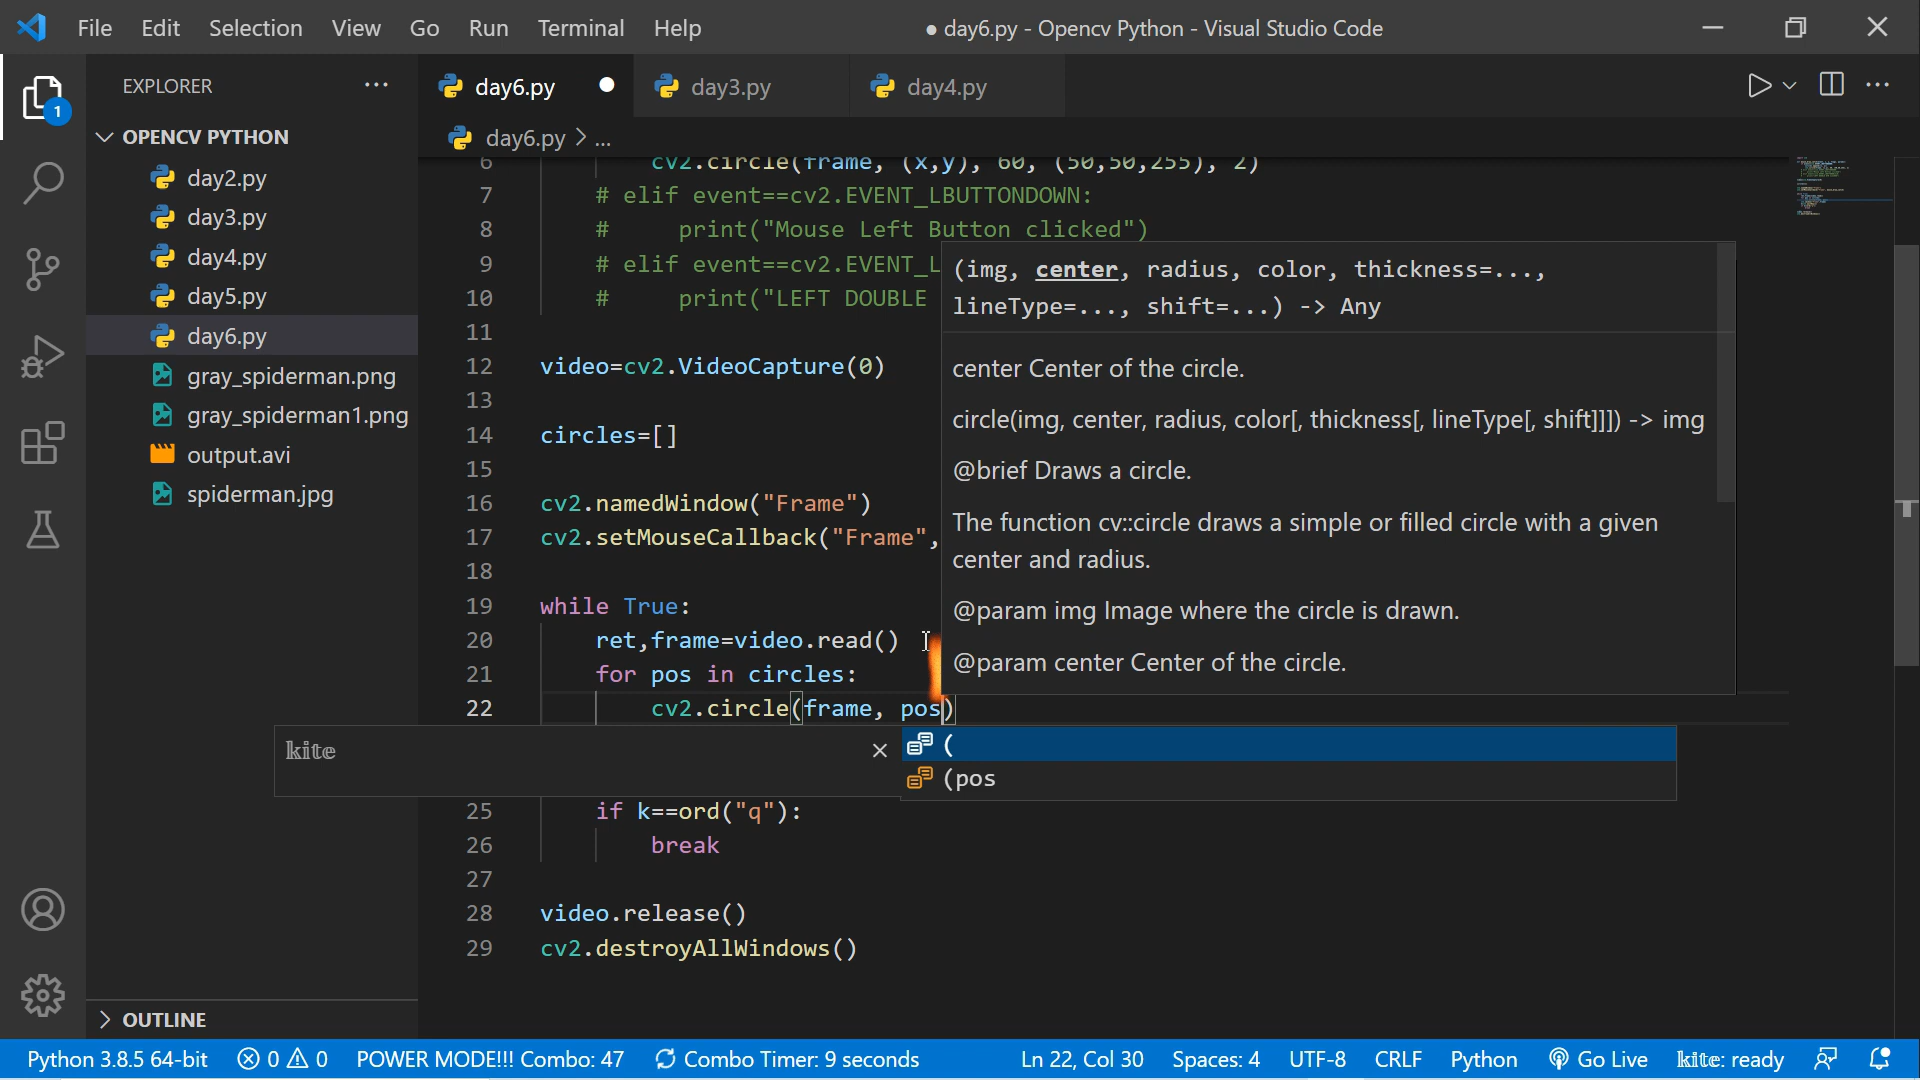 File Edit Selection View Go Run Terminal Help
● day6.py - Opencv Python - Visual Studio Code
EXPLORER
1
OPENCV PYTHON
day2.py
day3.py
day4.py
day5.py
day6.py
gray_spiderman.png
gray_spiderman1.png
output.avi
spiderman.jpg
OUTLINE
day6.py
day3.py
day4.py
day6.py > ...
6 cv2.circle(frame, (x,y), 60, (50,50,255), 2)
7 # elif event==cv2.EVENT_LBUTTONDOWN:
8 # print("Mouse Left Button clicked")
9 # elif event==cv2.EVENT_L
10 # print("LEFT DOUBLE
11
12 video=cv2.VideoCapture(0)
13
14 circles=[]
15
16 cv2.namedWindow("Frame")
17 cv2.setMouseCallback("Frame",
18
19 while True:
20 ret,frame=video.read()
21 for pos in circles:
22 cv2.circle(frame, pos)
25 if k==ord("q"):
26 break
27
28 video.release()
29 cv2.destroyAllWindows()
(img, center, radius, color, thickness=...,
lineType=..., shift=...) -> Any
center Center of the circle.
circle(img, center, radius, color[, thickness[, lineType[, shift]]]) -> img
@brief Draws a circle.
The function cv::circle draws a simple or filled circle with a given
center and radius.
@param img Image where the circle is drawn.
@param center Center of the circle.
kite
(
(pos
Python 3.8.5 64-bit 0 0 POWER MODE!!! Combo: 47 Combo Timer: 9 seconds Ln 22, Col 30 Spaces: 4 UTF-8 CRLF Python Go Live kite: ready